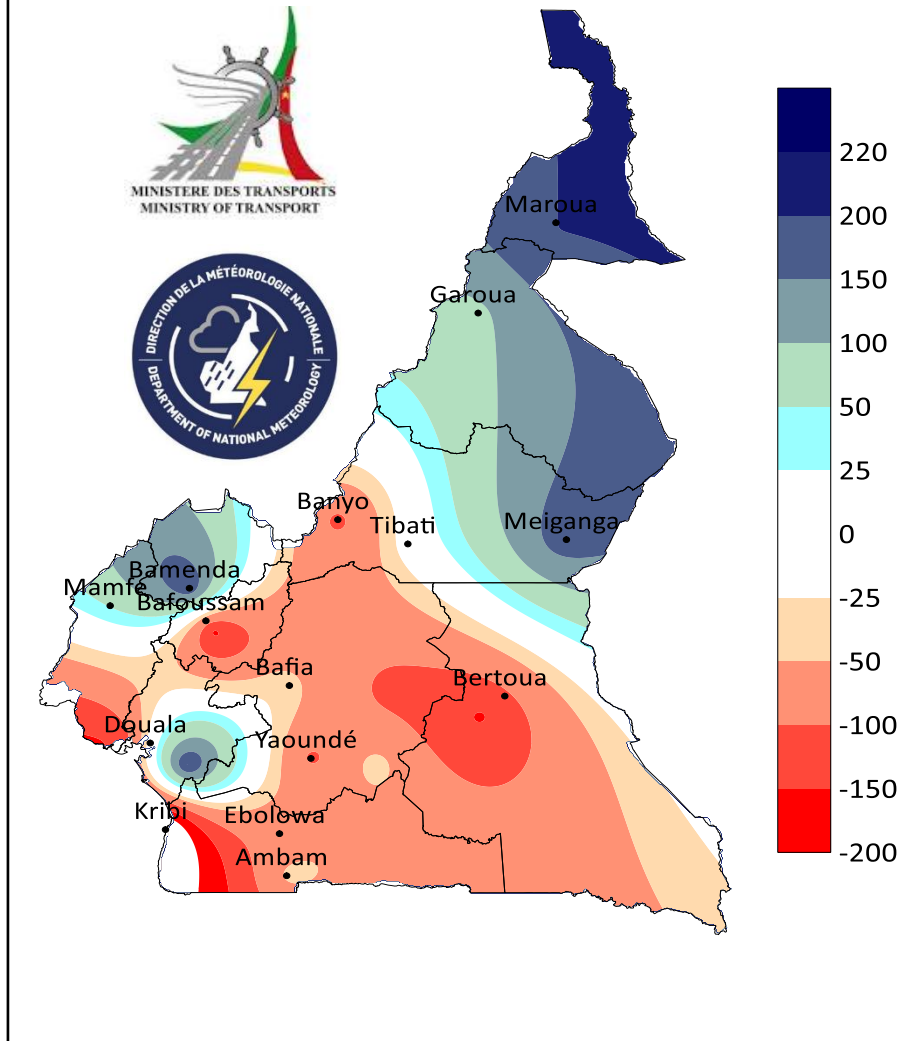 MINISTERE DES TRANSPORTS
MINISTRY OF TRANSPORT
DIRECTION DE LA MÉTÉOROLOGIE NATIONALE
DEPARTMENT OF NATIONAL METEOROLOGY
Maroua
Garoua
Banyo
Tibati
Meiganga
Bamenda
Mamfe
Bafoussam
Bafia
Bertoua
Douala
Yaoundé
Kribi
Ebolowa
Ambam
220
200
150
100
50
25
0
-25
-50
-100
-150
-200